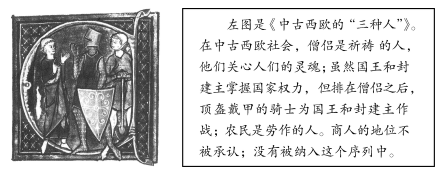 左图是《中古西欧的“三种人”》。
在中古西欧社会，僧侣是祈祷的人，
他们关心人们的灵魂；虽然国王和封
建主掌握国家权力，但排在僧侣之后，
顶盔戴甲的骑士为国王和封建主作
战；农民是劳作的人。商人的地位不
被承认；没有被纳入这个序列中。